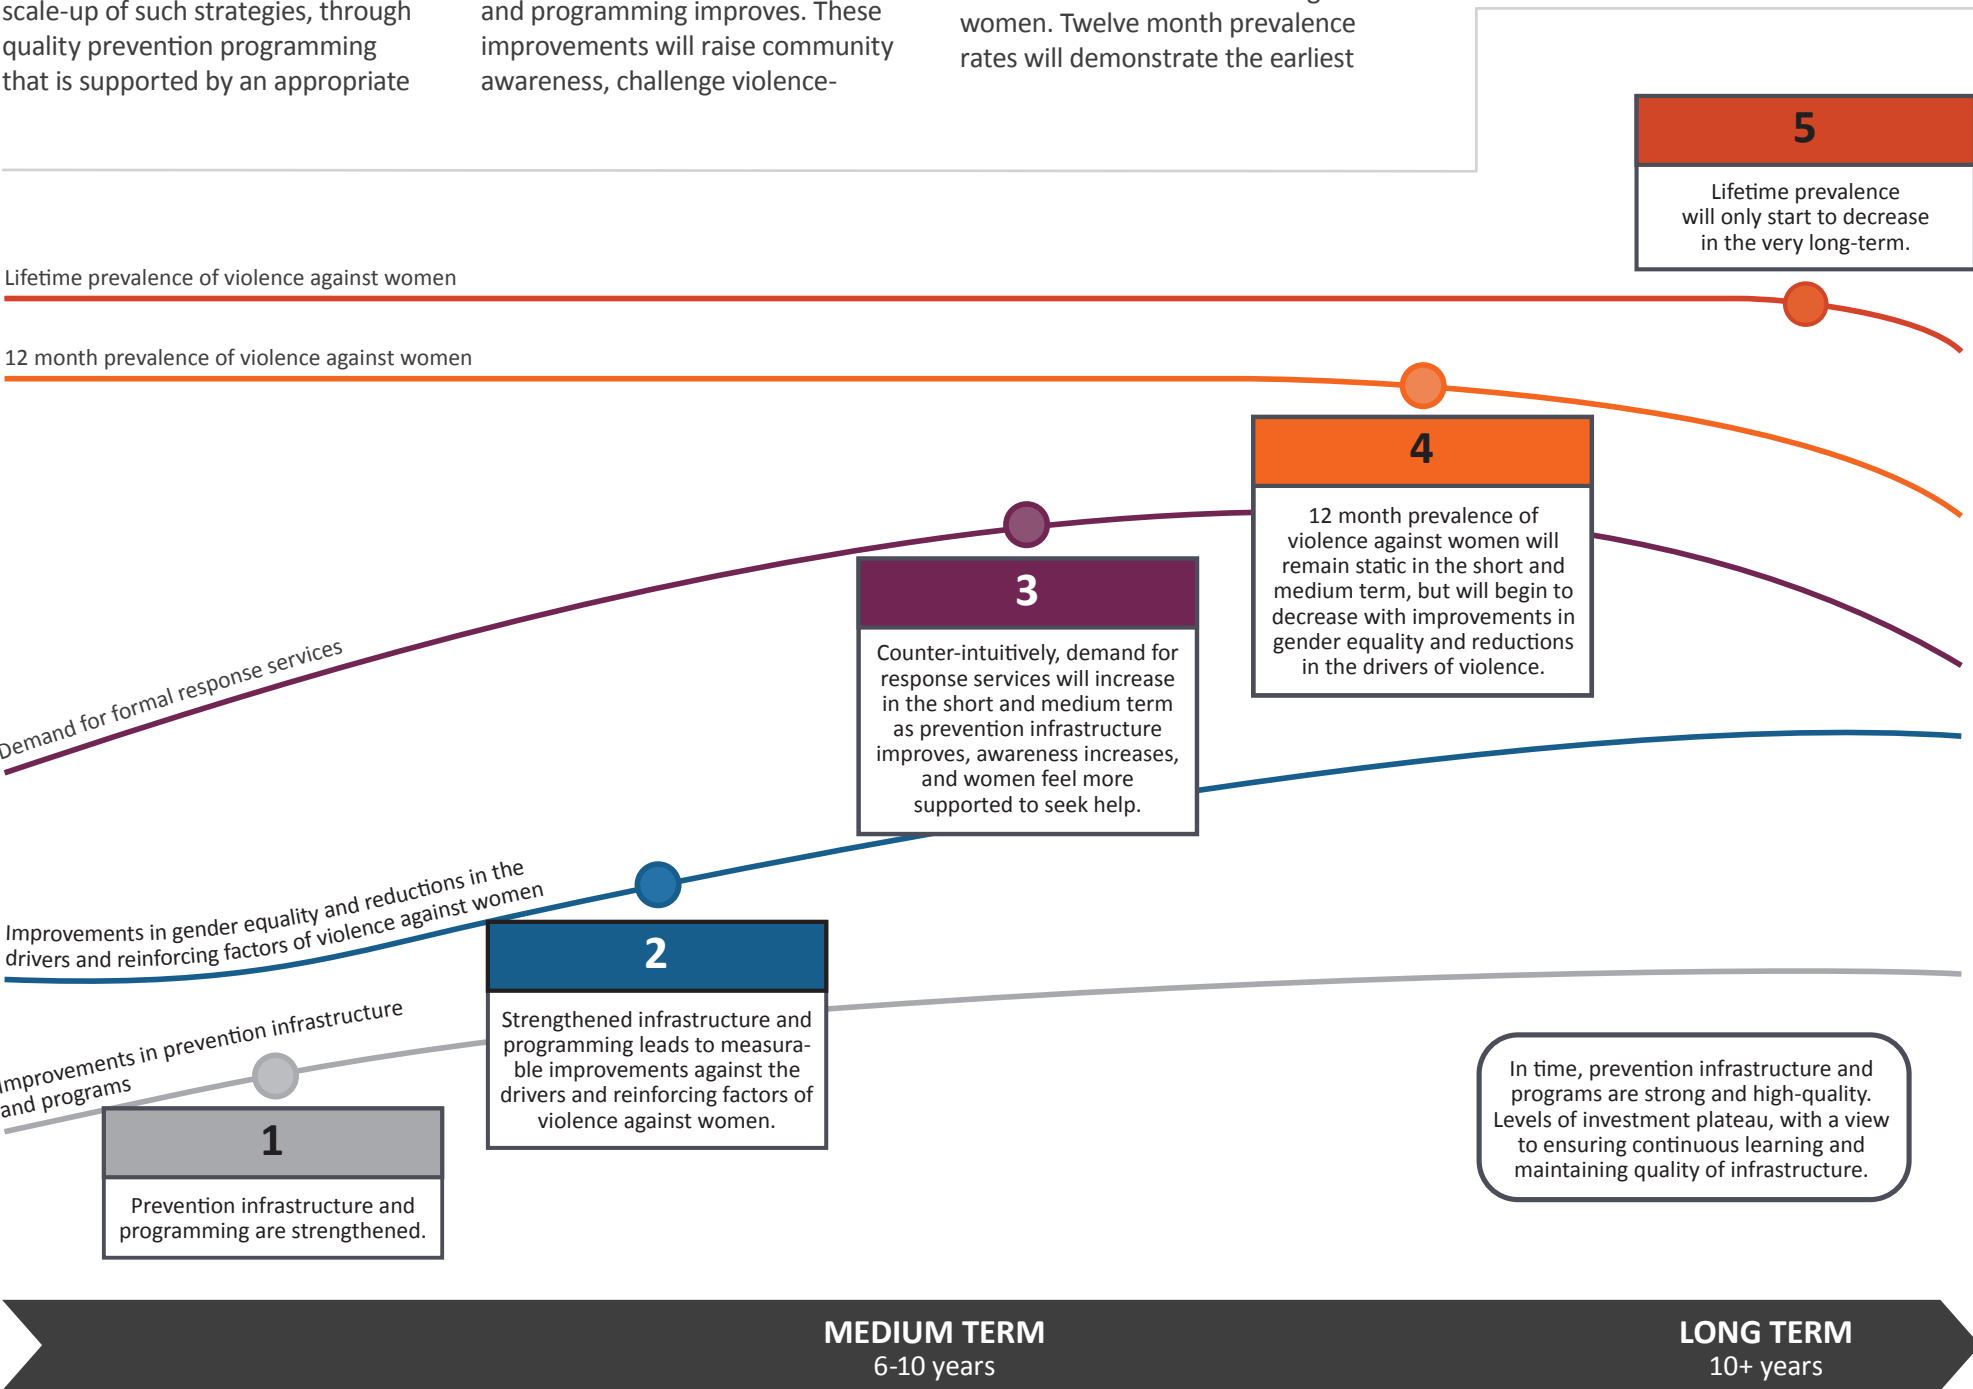 scale-up of such strategies, through
quality prevention programming
that is supported by an appropriate
and programming improves. These
improvements will raise community
awareness, challenge violence-
women. Twelve month prevalence
rates will demonstrate the earliest
5
Lifetime prevalence
will only start to decrease
in the very long-term.
Lifetime prevalence of violence against women
12 month prevalence of violence against women
4
12 month prevalence of
violence against women will
remain static in the short and
medium term, but will begin to
decrease with improvements in
gender equality and reductions
in the drivers of violence.
Demand for formal response services
3
Counter-intuitively, demand for
response services will increase
in the short and medium term
as prevention infrastructure
improves, awareness increases,
and women feel more
supported to seek help.
Improvements in gender equality and reductions in the
drivers and reinforcing factors of violence against women
2
Strengthened infrastructure and
programming leads to measura-
ble improvements against the
drivers and reinforcing factors of
violence against women.
Improvements in prevention infrastructure
and programs
1
Prevention infrastructure and
programming are strengthened.
In time, prevention infrastructure and
programs are strong and high-quality.
Levels of investment plateau, with a view
to ensuring continuous learning and
maintaining quality of infrastructure.
MEDIUM TERM
6-10 years
LONG TERM
10+ years